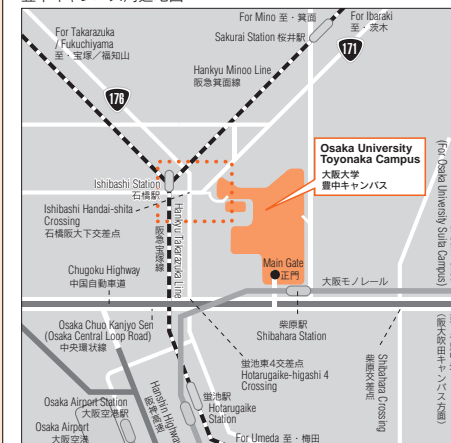 For Mino 至・箕面
For Ibaraki
至・茨木
For Takarazuka
/ Fukuchiyama
至・宝塚／福知山
Sakurai Station 桜井駅
171
Hankyu Minoo Line
阪急箕面線
176
Osaka University
Toyonaka Campus
大阪大学
豊中キャンパス
(For Osaka University Suita Campus)
(阪大吹田キャンパス方面)
Ishibashi Station
石橋駅
Ishibashi Handai-shita
Crossing
石橋阪大下交差点
Hankyu Takarazuka Line
阪急宝塚線
Main Gate
正門
Chugoku Highway
中国自動車道
大阪モノレール
柴原駅
Shibahara Station
Osaka Chuo Kanjyo Sen
(Osaka Central Loop Road)
中央環状線
蛍池東4交差点
Hotarugaike-higashi 4
Crossing
Shibahara Crossing
柴原交差点
Osaka Airport Station
大阪空港駅
Hanshin Highway
蛍池駅
Hotarugaike
Station
Osaka Airport
大阪空港
For Umeda 至・梅田